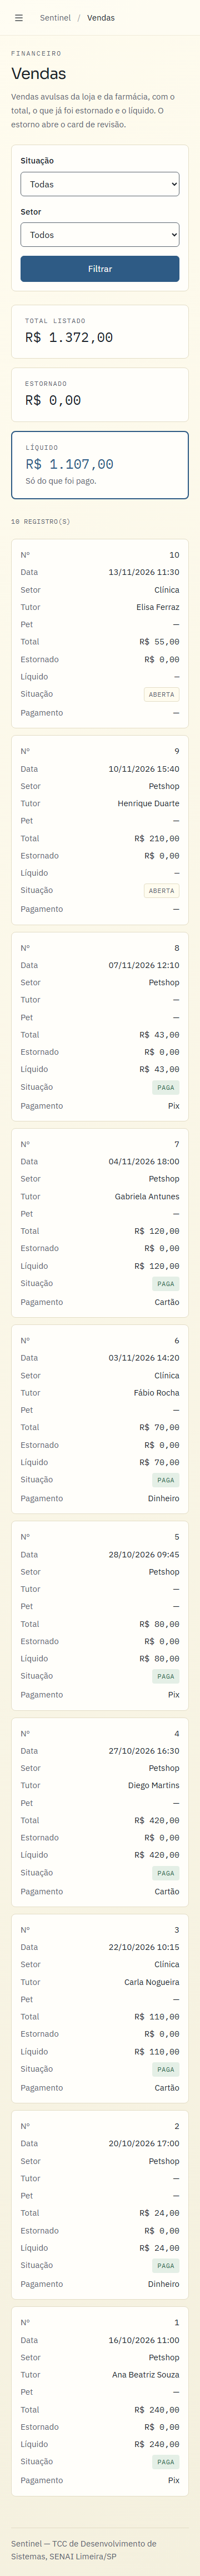 Sentinel / Vendas
FINANCEIRO
Vendas
Vendas avulsas da loja e da farmácia, com o
total, o que já foi estornado e o líquido. O
estorno abre o card de revisão.
Situação
Todas
Setor
Todos
Filtrar
TOTAL LISTADO
R$ 1.372,00
ESTORNADO
R$ 0,00
LÍQUIDO
R$ 1.107,00
Só do que foi pago.
10 REGISTRO(S)
Nº 10
Data 13/11/2026 11:30
Setor Clínica
Tutor Elisa Ferraz
Pet —
Total R$ 55,00
Estornado R$ 0,00
Líquido —
Situação ABERTA
Pagamento —
Nº 9
Data 10/11/2026 15:40
Setor Petshop
Tutor Henrique Duarte
Pet —
Total R$ 210,00
Estornado R$ 0,00
Líquido —
Situação ABERTA
Pagamento —
Nº 8
Data 07/11/2026 12:10
Setor Petshop
Tutor —
Pet —
Total R$ 43,00
Estornado R$ 0,00
Líquido R$ 43,00
Situação PAGA
Pagamento Pix
Nº 7
Data 04/11/2026 18:00
Setor Petshop
Tutor Gabriela Antunes
Pet —
Total R$ 120,00
Estornado R$ 0,00
Líquido R$ 120,00
Situação PAGA
Pagamento Cartão
Nº 6
Data 03/11/2026 14:20
Setor Clínica
Tutor Fábio Rocha
Pet —
Total R$ 70,00
Estornado R$ 0,00
Líquido R$ 70,00
Situação PAGA
Pagamento Dinheiro
Nº 5
Data 28/10/2026 09:45
Setor Petshop
Tutor —
Pet —
Total R$ 80,00
Estornado R$ 0,00
Líquido R$ 80,00
Situação PAGA
Pagamento Pix
Nº 4
Data 27/10/2026 16:30
Setor Petshop
Tutor Diego Martins
Pet —
Total R$ 420,00
Estornado R$ 0,00
Líquido R$ 420,00
Situação PAGA
Pagamento Cartão
Nº 3
Data 22/10/2026 10:15
Setor Clínica
Tutor Carla Nogueira
Pet —
Total R$ 110,00
Estornado R$ 0,00
Líquido R$ 110,00
Situação PAGA
Pagamento Cartão
Nº 2
Data 20/10/2026 17:00
Setor Petshop
Tutor —
Pet —
Total R$ 24,00
Estornado R$ 0,00
Líquido R$ 24,00
Situação PAGA
Pagamento Dinheiro
Nº 1
Data 16/10/2026 11:00
Setor Petshop
Tutor Ana Beatriz Souza
Pet —
Total R$ 240,00
Estornado R$ 0,00
Líquido R$ 240,00
Situação PAGA
Pagamento Pix
Sentinel — TCC de Desenvolvimento de
Sistemas, SENAI Limeira/SP